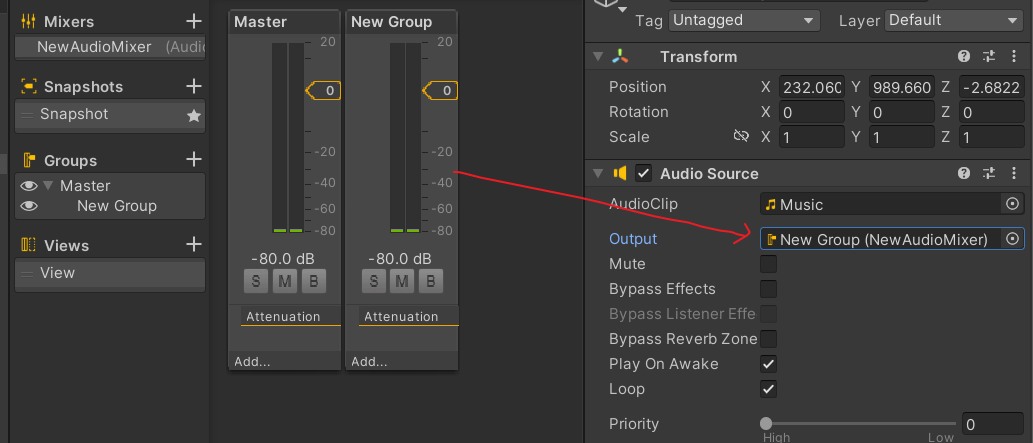 Mixers
NewAudioMixer (Audio
Snapshots
Snapshot
Groups
Master
New Group
Views
View
Master
20
0
-20
-40
-60
-80
-80.0 dB
S M B
Attenuation
Add...
New Group
20
0
-20
-40
-60
-80
-80.0 dB
S M B
Attenuation
Add...
Tag Untagged Layer Default
Transform
Position X 232.060 Y 989.660 Z -2.6822
Rotation X 0 Y 0 Z 0
Scale X 1 Y 1 Z 1
Audio Source
AudioClip Music
Output New Group (NewAudioMixer)
Mute
Bypass Effects
Bypass Listener Effe
Bypass Reverb Zone
Play On Awake
Loop
Priority 0
High Low